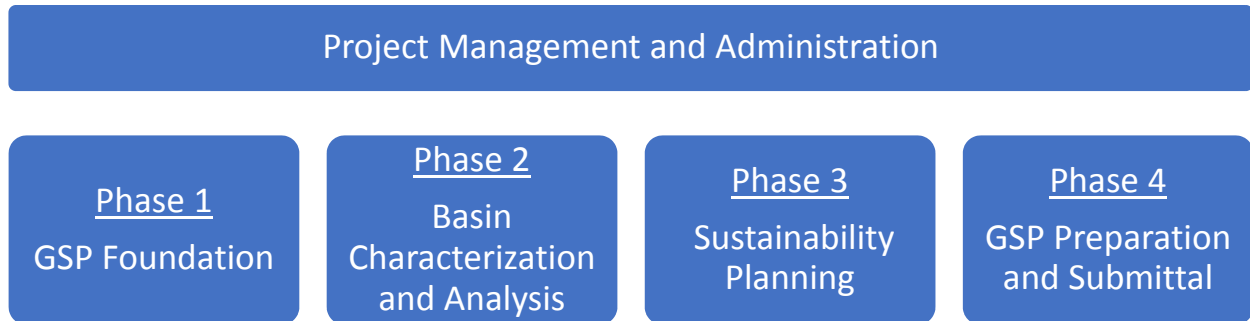 Project Management and Administration
Phase 1
GSP Foundation
Phase 2
Basin
Characterization
and Analysis
Phase 3
Sustainability
Planning
Phase 4
GSP Preparation
and Submittal